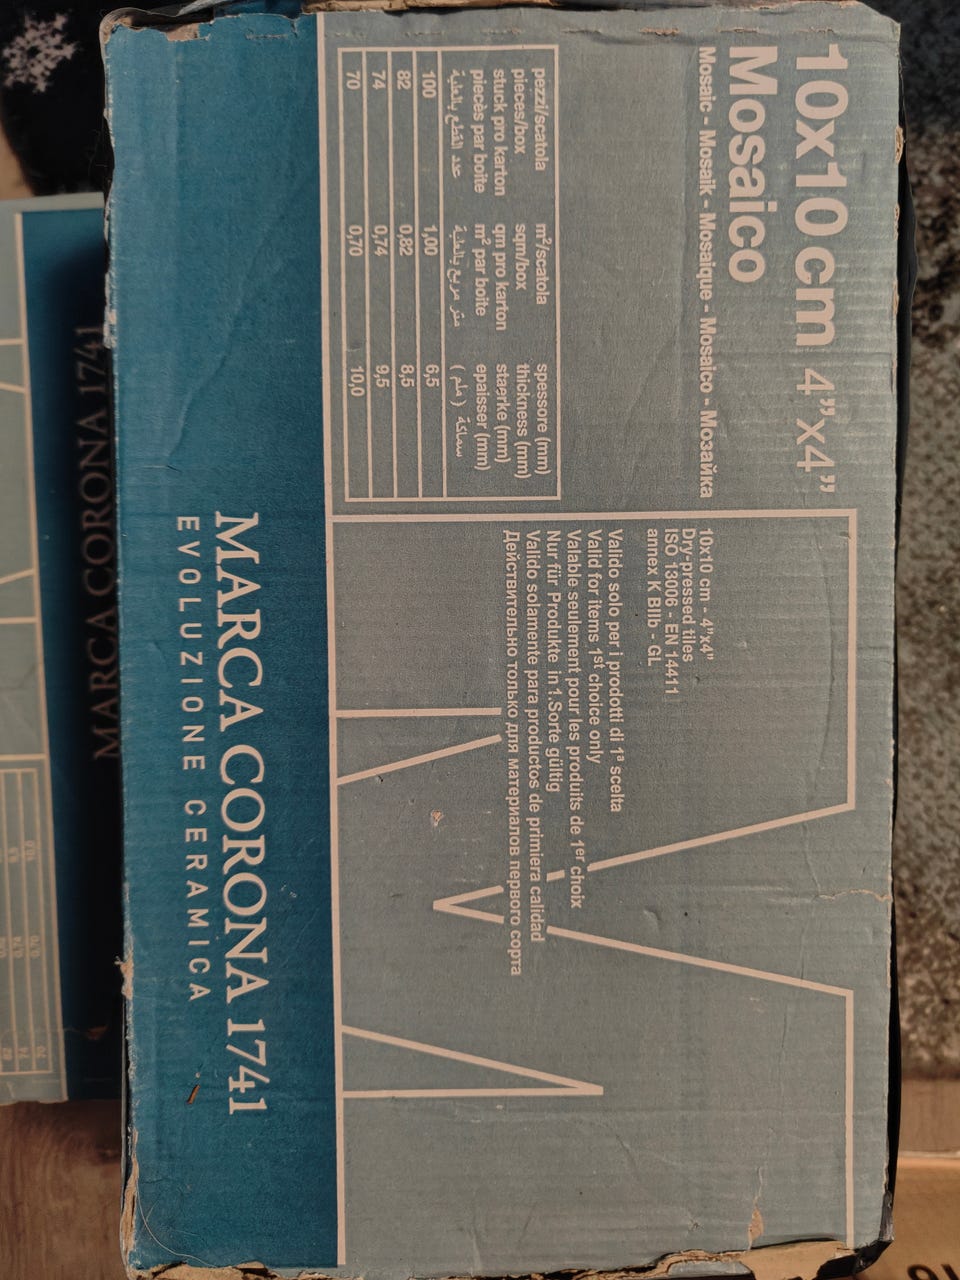 10x10 cm 4"x4"
Mosaico
Mosaic - Mosaik - Mosaique - Mosaico - Мозайка
pezzi/scatola m²/scatola spessore (mm)
pieces/box sqm/box thickness (mm)
stuck pro karton qm pro karton staerke (mm)
piecès par boite m² par boite epaisser (mm)
عدد القطع بالعلبة متر مربع بالعلبة سماكة ( ملم )
100 1,00 6,5
82 0,82 8,5
74 0,74 9,5
70 0,70 10,0
10x10 cm - 4"x4"
Dry-pressed tiles
ISO 13006 - EN 14411
annex K BIIb - GL
Valido solo per i prodotti di 1ª scelta
Valid for items 1st choice only
Valable seulement pour les produits de 1er choix
Nur für Produkte in 1.Sorte gültig
Valido solamente para productos de primiera calidad
Действительно только для материалов первого сорта
MARCA CORONA 1741
EVOLUZIONE CERAMICA
MARCA CORONA 1741